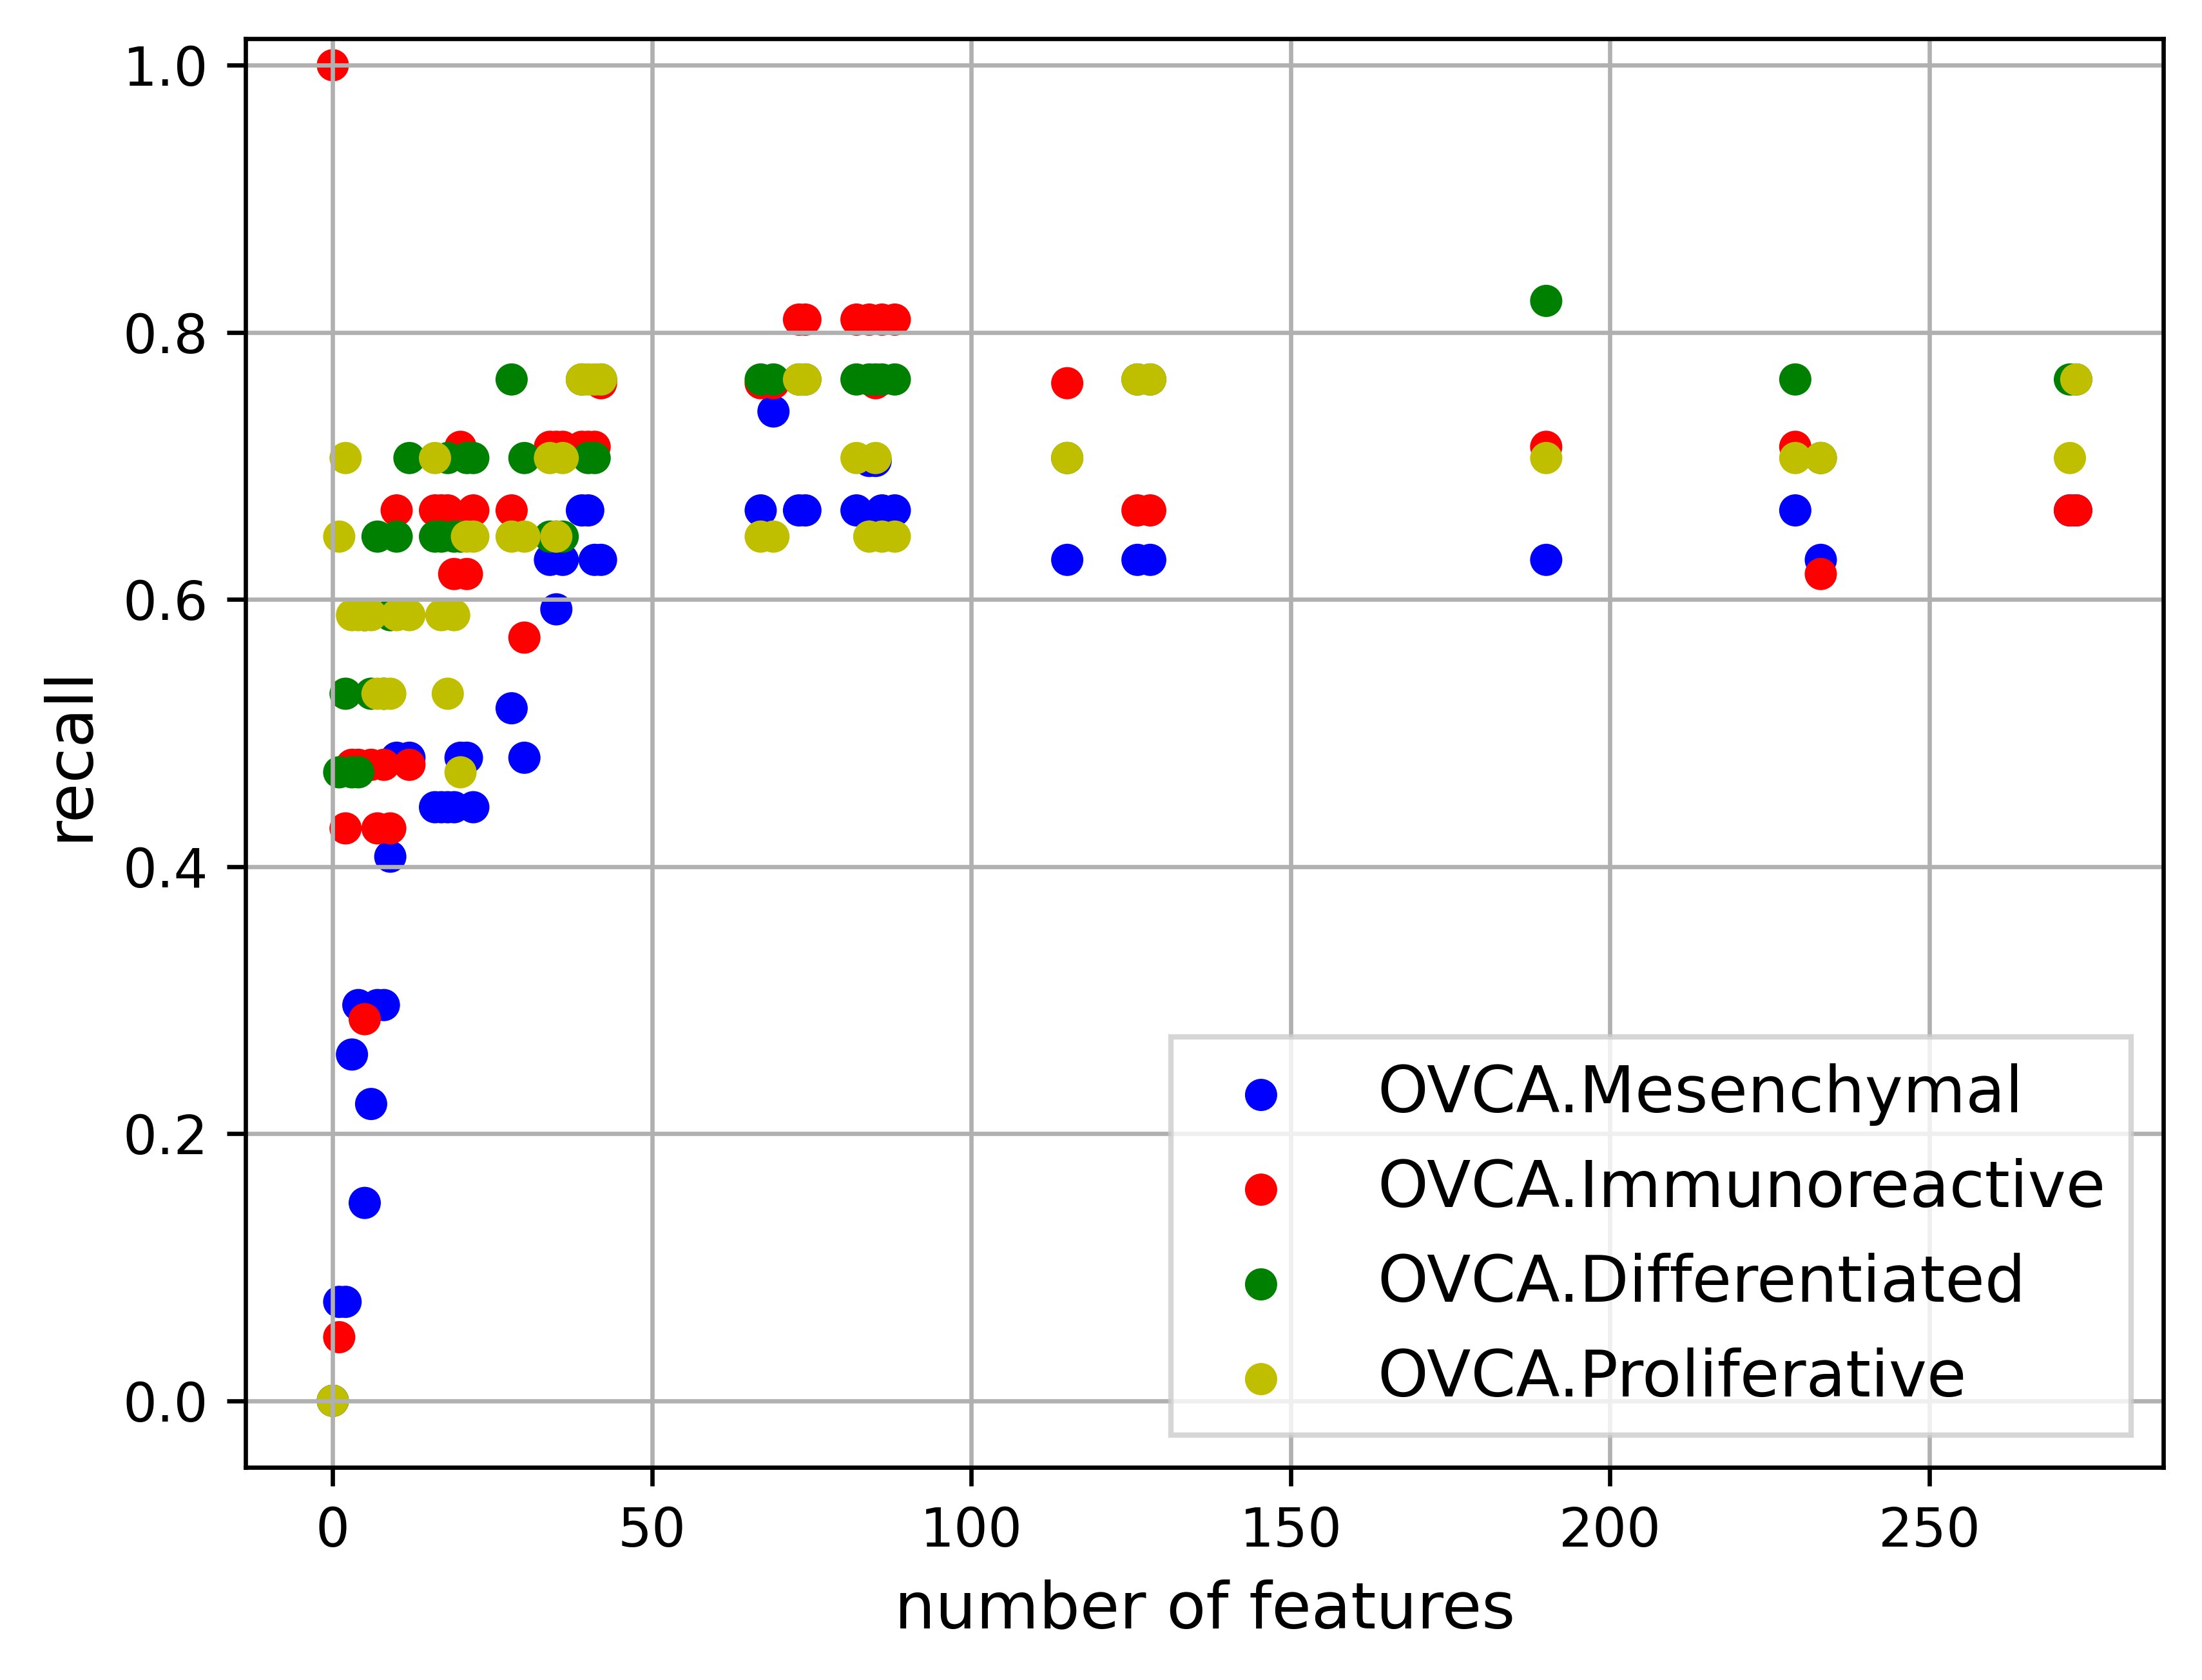 1.0
0.8
0.6
0.4
0.2
0.0
recall
OVCA.Mesenchymal
OVCA.Immunoreactive
OVCA.Differentiated
OVCA.Proliferative
0 50 100 150 200 250
number of features